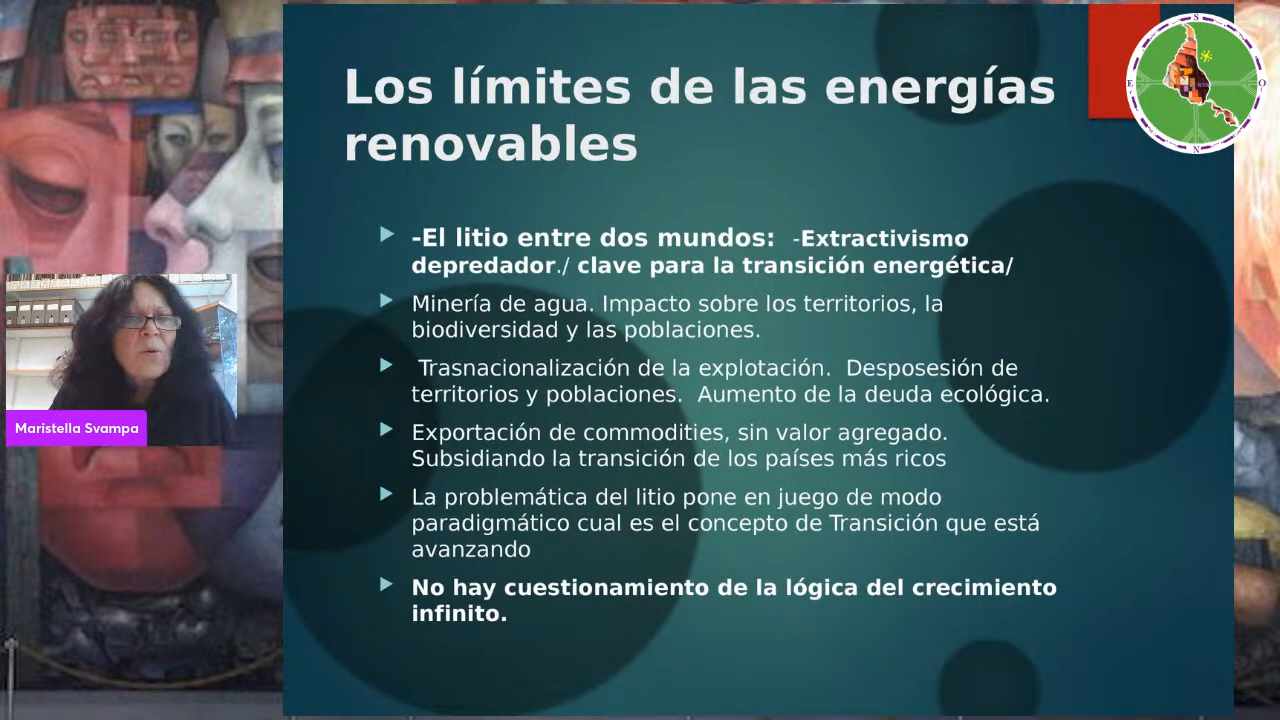 Los límites de las energías
renovables
-El litio entre dos mundos: -Extractivismo
depredador./ clave para la transición energética/
Minería de agua. Impacto sobre los territorios, la
biodiversidad y las poblaciones.
Trasnacionalización de la explotación. Desposesión de
territorios y poblaciones. Aumento de la deuda ecológica.
Exportación de commodities, sin valor agregado.
Subsidiando la transición de los países más ricos
La problemática del litio pone en juego de modo
paradigmático cual es el concepto de Transición que está
avanzando
No hay cuestionamiento de la lógica del crecimiento
infinito.
Maristella Svampa
S
E
O
N